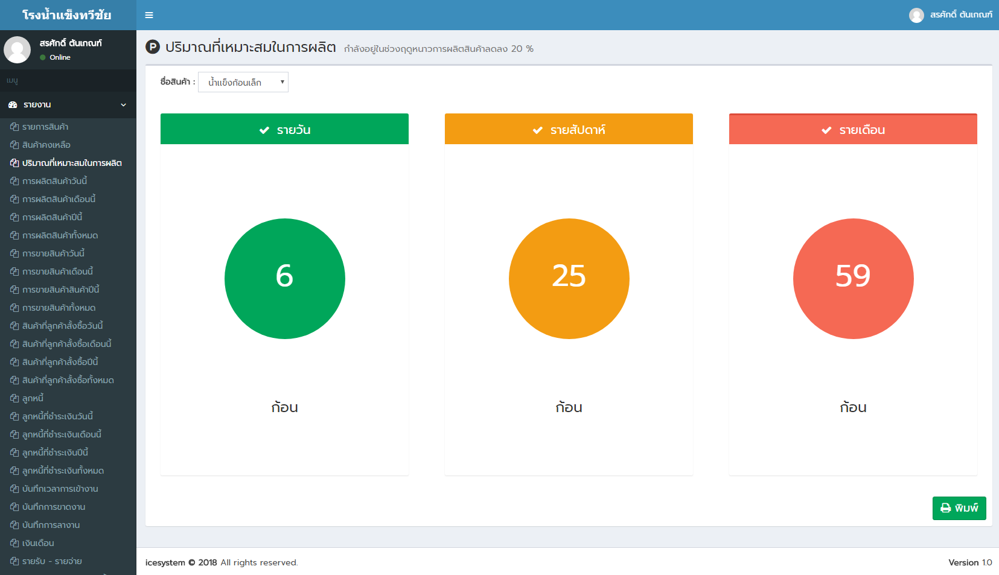 โรงน้ำแข็งทวีชัย
สรศักดิ์ ตันเกณฑ์
สรศักดิ์ ตันเกณฑ์
Online
เมนู
รายงาน
รายการสินค้า
สินค้าคงเหลือ
ปริมาณที่เหมาะสมในการผลิต
การผลิตสินค้าวันนี้
การผลิตสินค้าเดือนนี้
การผลิตสินค้าปีนี้
การผลิตสินค้าทั้งหมด
การขายสินค้าวันนี้
การขายสินค้าเดือนนี้
การขายสินค้าสินค้าปีนี้
การขายสินค้าทั้งหมด
สินค้าที่ลูกค้าสั้งซื้อวันนี้
สินค้าที่ลูกค้าสั้งซื้อเดือนนี้
สินค้าที่ลูกค้าสั้งซื้อปีนี้
สินค้าที่ลูกค้าสั้งซื้อทั้งหมด
ลูกหนี้
ลูกหนี้ที่ชำระเงินวันนี้
ลูกหนี้ที่ชำระเงินเดือนนี้
ลูกหนี้ที่ชำระเงินปีนี้
ลูกหนี้ที่ชำระเงินทั้งหมด
บันทึกเวลาการเข้างาน
บันทึกการขาดงาน
บันทึกการลางาน
เงินเดือน
รายรับ - รายจ่าย
P ปริมาณที่เหมาะสมในการผลิต กำลังอยู่ในช่วงฤดูหนาวการผลิตสินค้าลดลง 20 %
ชื่อสินค้า : น้ำแข็งก้อนเล็ก
รายวัน
6
ก้อน
รายสัปดาห์
25
ก้อน
รายเดือน
59
ก้อน
พิมพ์
icesystem © 2018 All rights reserved.
Version 1.0